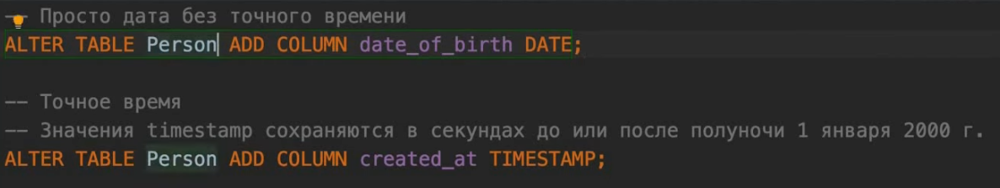 -- Просто дата без точного времени
ALTER TABLE Person ADD COLUMN date_of_birth DATE;
-- Точное время
-- Значения timestamp сохраняются в секундах до или после полуночи 1 января 2000 г.
ALTER TABLE Person ADD COLUMN created_at TIMESTAMP;